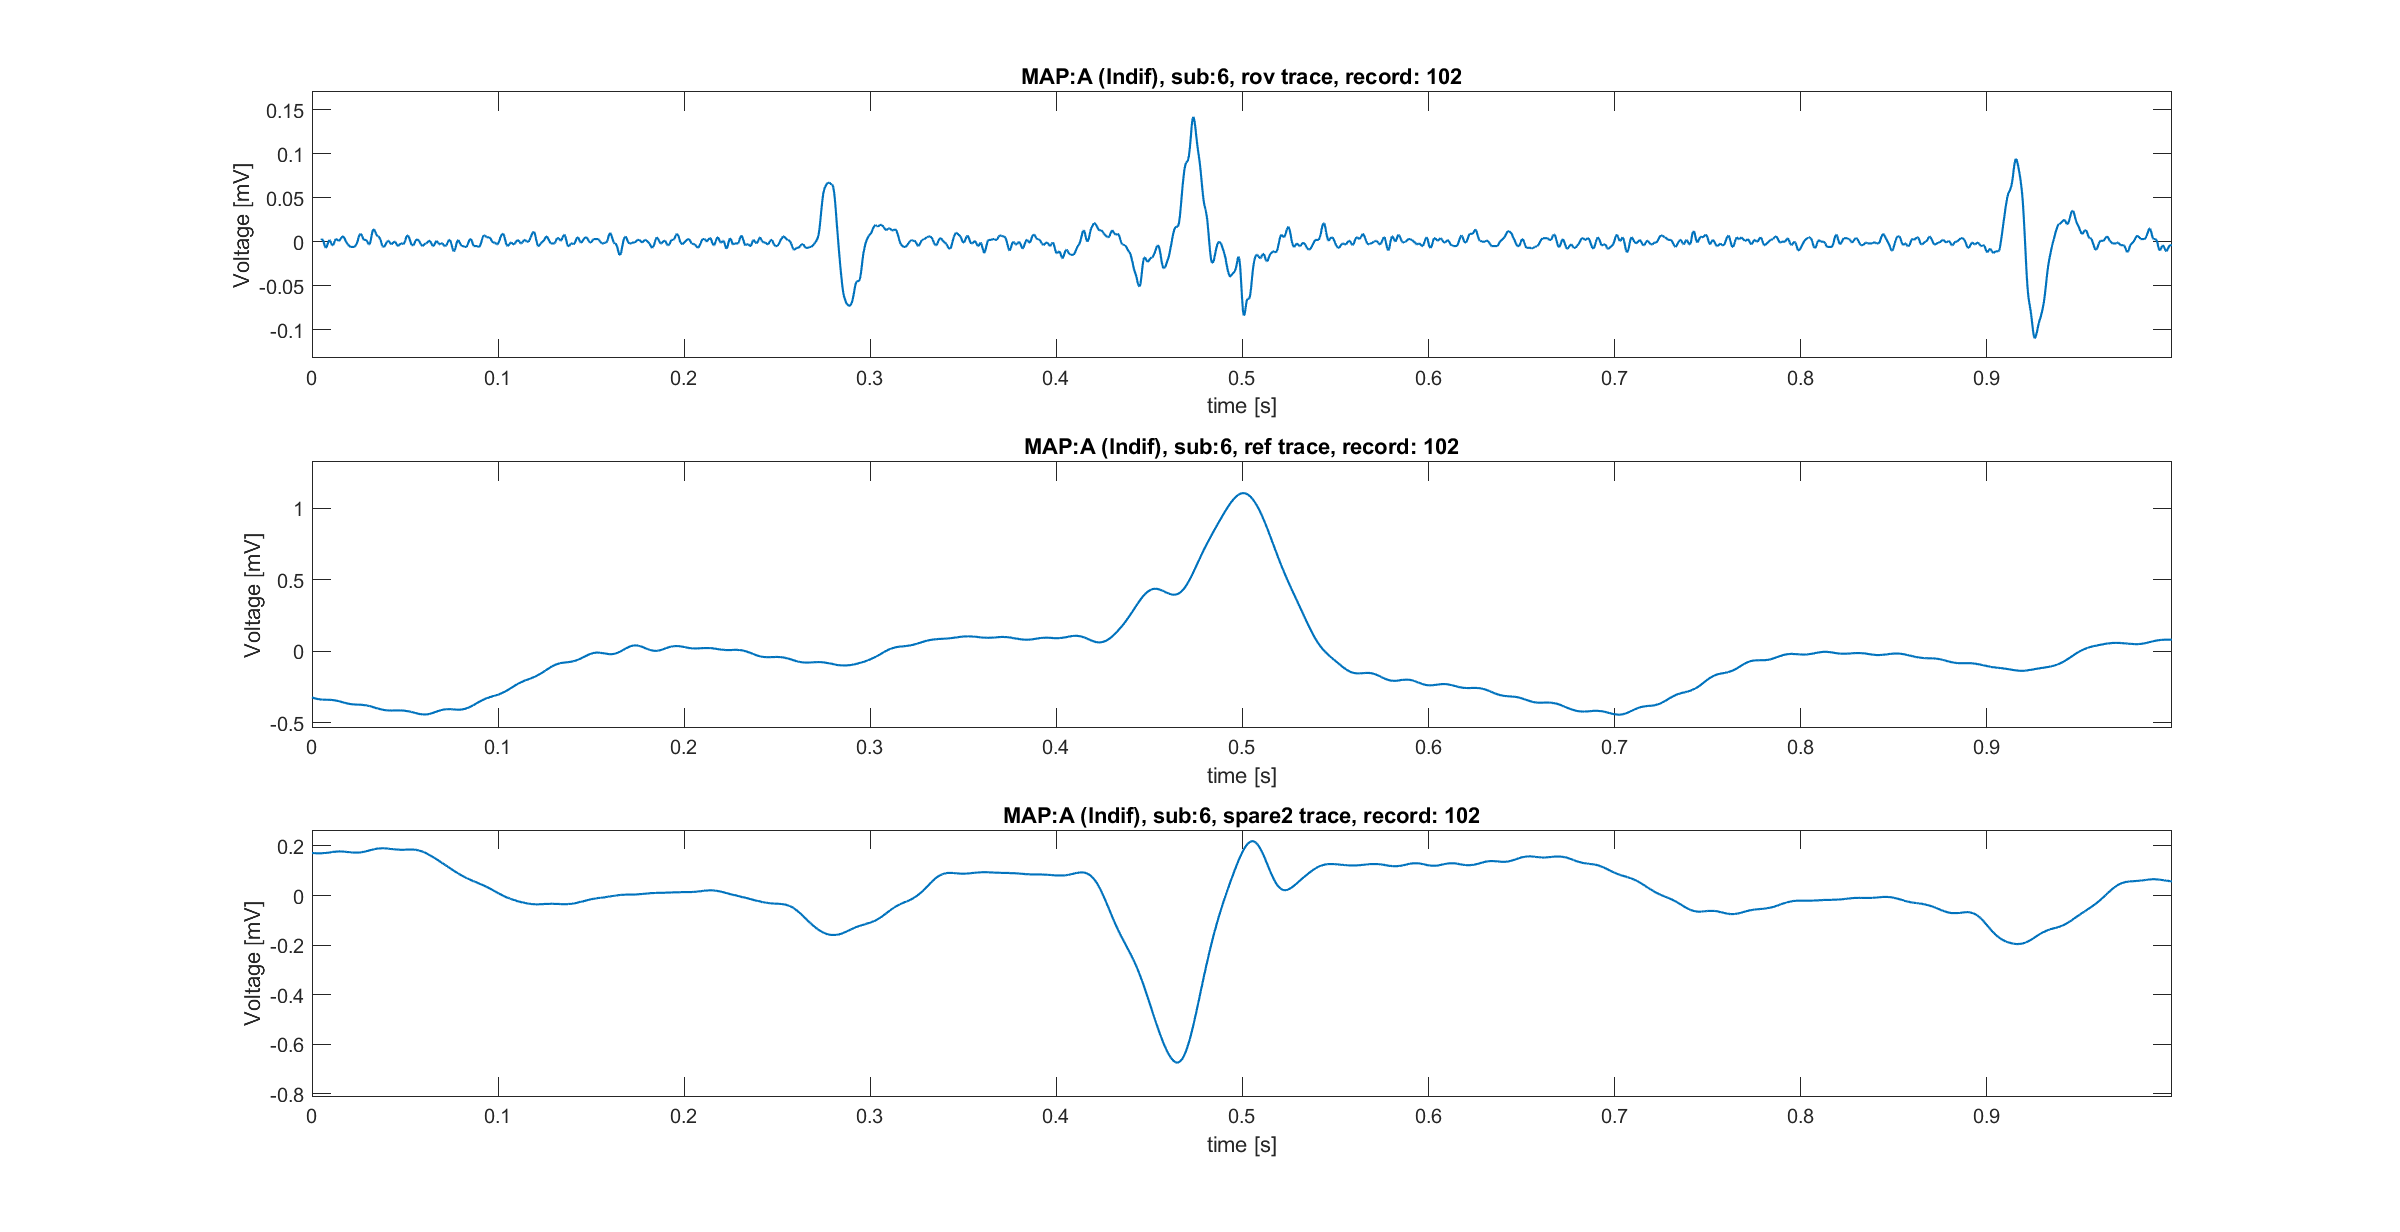 MAP:A (Indif), sub:6, rov trace, record: 102
0.15
0.1
0.05
0
-0.05
-0.1
Voltage [mV]
0 0.1 0.2 0.3 0.4 0.5 0.6 0.7 0.8 0.9
time [s]
MAP:A (Indif), sub:6, ref trace, record: 102
1
0.5
0
-0.5
Voltage [mV]
0 0.1 0.2 0.3 0.4 0.5 0.6 0.7 0.8 0.9
time [s]
MAP:A (Indif), sub:6, spare2 trace, record: 102
0.2
0
-0.2
-0.4
-0.6
-0.8
Voltage [mV]
0 0.1 0.2 0.3 0.4 0.5 0.6 0.7 0.8 0.9
time [s]